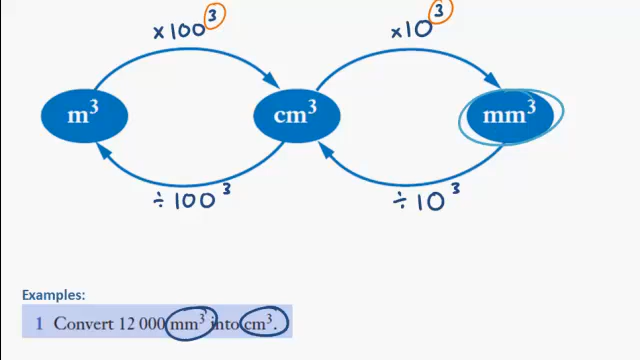 ×100³ ×10³
m³ cm³ mm³
÷100³ ÷10³
Examples:
1 Convert 12 000 mm³ into cm³.